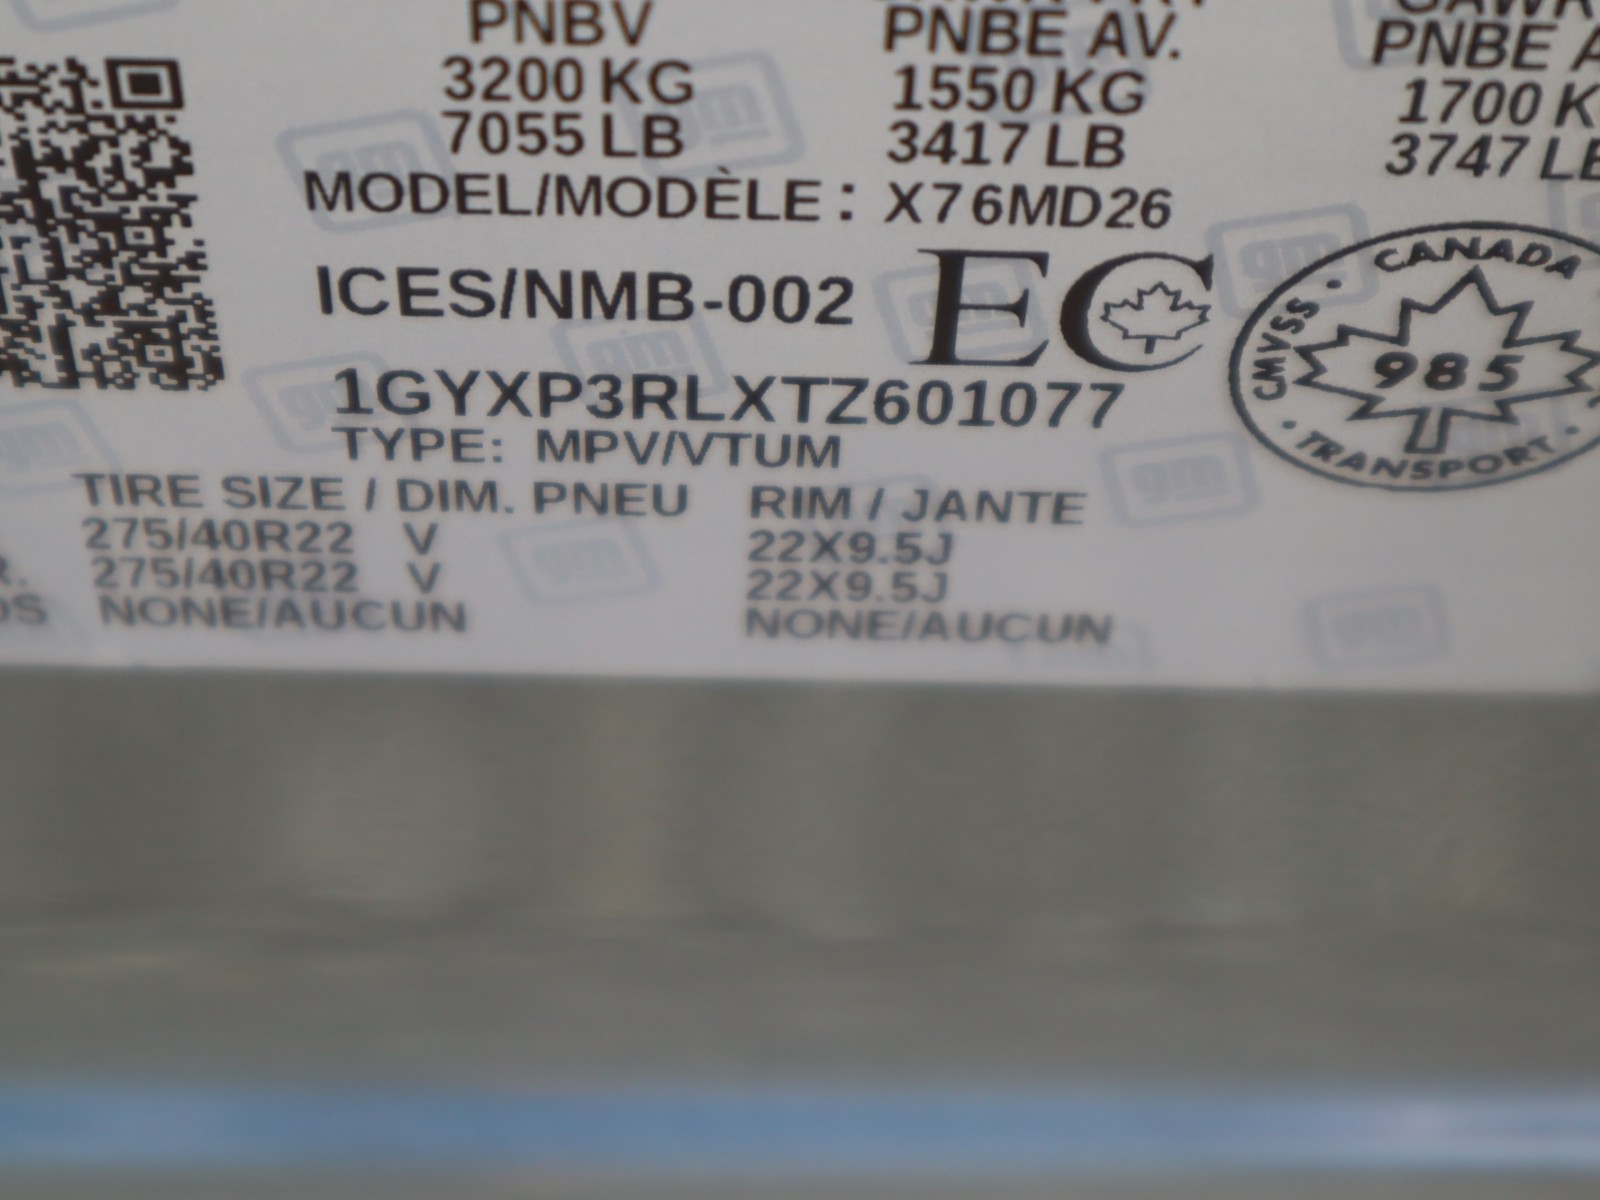 PNBV
PNBE AV.
PNBE
3200 KG
1550 KG
1700
7055 LB
3417 LB
3747
MODEL/MODÈLE : X76MD26
ICES/NMB-002
EC
CANADA
CMVSS
985
TRANSPORT
1GYXP3RLXTZ601077
TYPE: MPV/VTUM
TIRE SIZE / DIM. PNEU RIM / JANTE
275/40R22 V 22X9.5J
275/40R22 V 22X9.5J
NONE/AUCUN NONE/AUCUN
gm